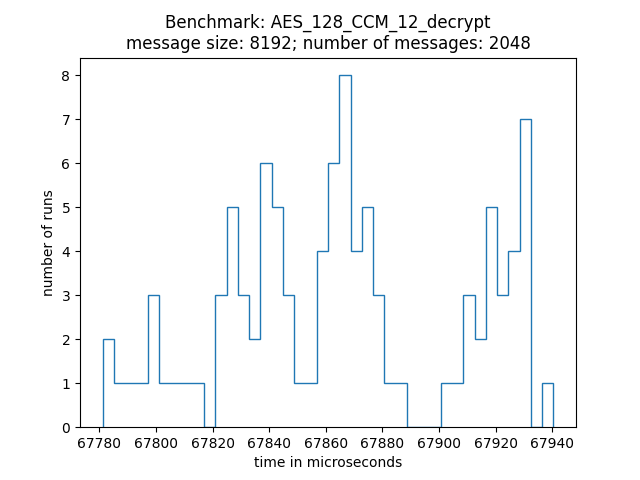 Benchmark: AES_128_CCM_12_decrypt
message size: 8192; number of messages: 2048
8
7
6
5
4
3
2
1
0
number of runs
67780 67800 67820 67840 67860 67880 67900 67920 67940
time in microseconds